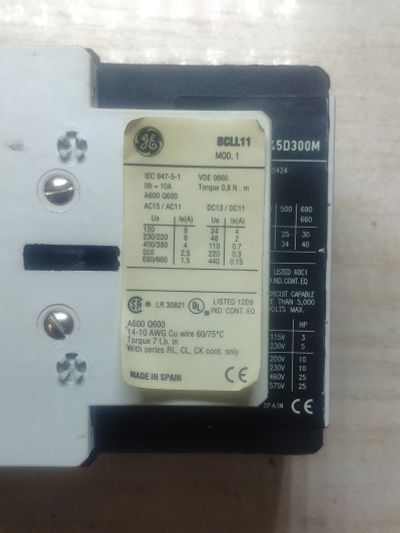 GE
BCLL11
MOD. 1
IEC 947-5-1 VDE 0660
Ith = 10A Torque 0,8 N . m
A600 Q600
AC15 / AC11 DC13 / DC11
Ue Ie(A) Ue Ie(A)
120 6 24 4
230/220 6 48 2
400/380 4 110 0,7
500 2,5 220 0,3
680/660 1,5 440 0,15
LR 30821 UL LISTED 12D9
IND. CONT. EQ
A600 Q600
14-10 AWG Cu wire 60/75°C
Torque 7 Lb. in
With series RL, CL, CK cont. only
MADE IN SPAIN CE
45D300M
5424
500 690
660
25 30
34 40
LISTED 60C1
IND. CONT. EQ
CIRCUIT CAPABLE
TE THAN 5,000
VOLTS MAX.
HP
115V 3
230V 5
200V 10
230V 10
460V 25
575V 25
SPAIN CE